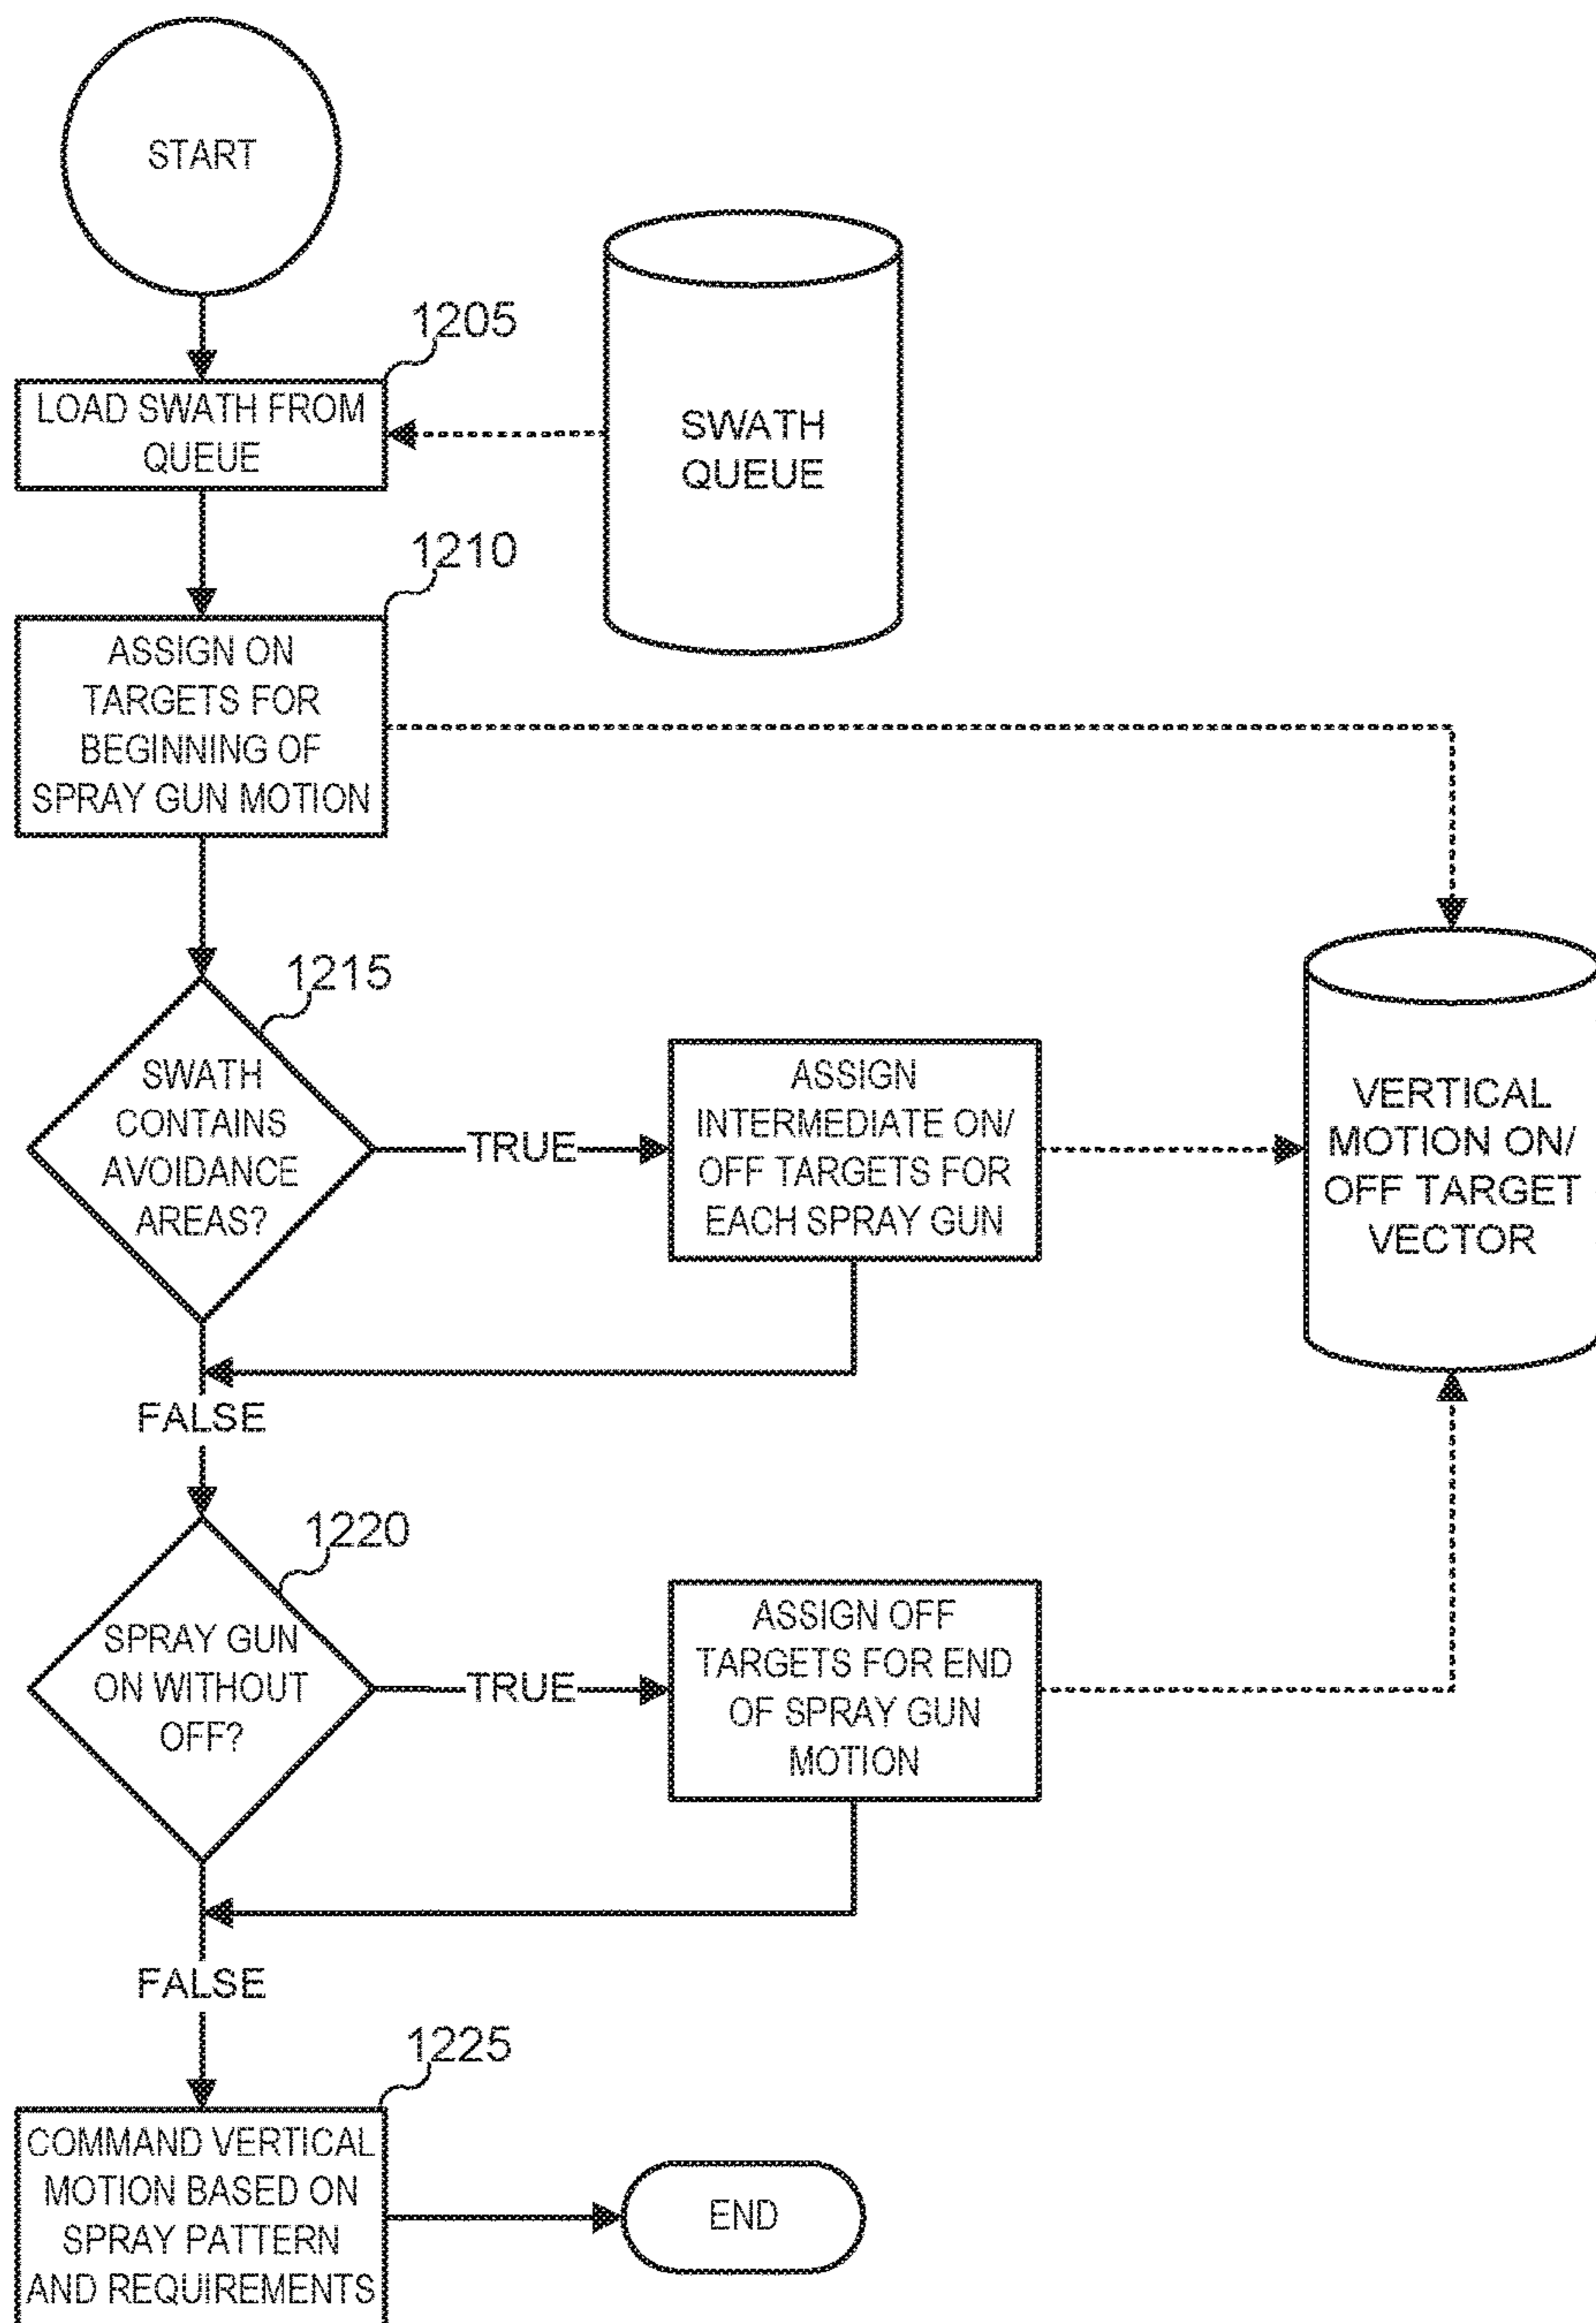 START
1205
LOAD SWATH FROM
QUEUE
SWATH
QUEUE
1210
ASSIGN ON
TARGETS FOR
BEGINNING OF
SPRAY GUN MOTION
1215
SWATH
CONTAINS
AVOIDANCE
AREAS?
TRUE
ASSIGN
INTERMEDIATE ON/
OFF TARGETS FOR
EACH SPRAY GUN
VERTICAL
MOTION ON/
OFF TARGET
VECTOR
FALSE
1220
SPRAY GUN
ON WITHOUT
OFF?
TRUE
ASSIGN OFF
TARGETS FOR END
OF SPRAY GUN
MOTION
FALSE
1225
COMMAND VERTICAL
MOTION BASED ON
SPRAY PATTERN
AND REQUIREMENTS
END